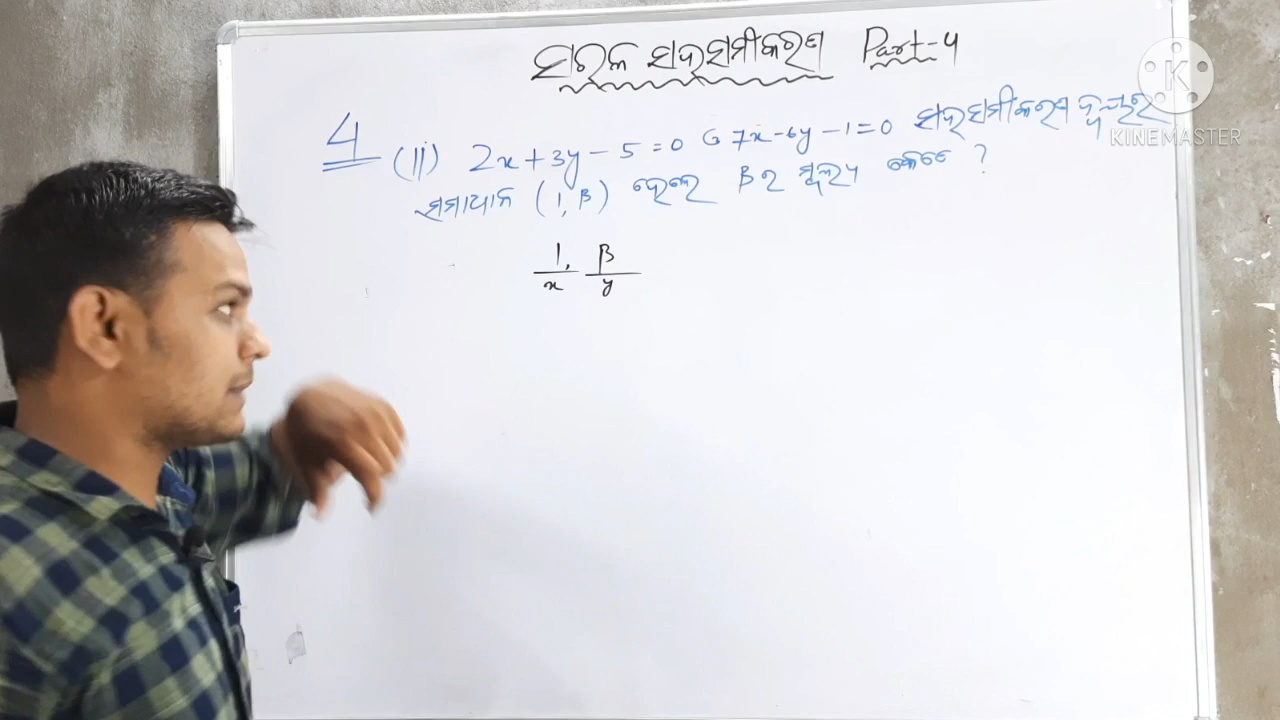 ସରଳ ସହସମୀକରଣ Part-4
4 (ii) 2x + 3y - 5 = 0 ଓ 7x - 6y - 1 = 0 ସହସମୀକରଣ ଦ୍ୱୟର
ସମାଧାନ (1, β) ହେଲେ β ର ମୂଲ୍ୟ କେତେ ?
1, β
x y
K
KINEMASTER